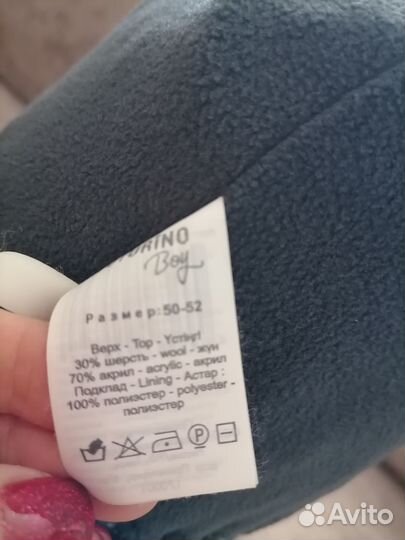 Boy
Размер: 50-52
Верх - Top - Үстіңгі
30% шерсть - wool - жүн
70% акрил - acrylic - акрил
Подклад - Lining - Астар :
100% полиэстер - polyester -
полиэстер
P
Avito